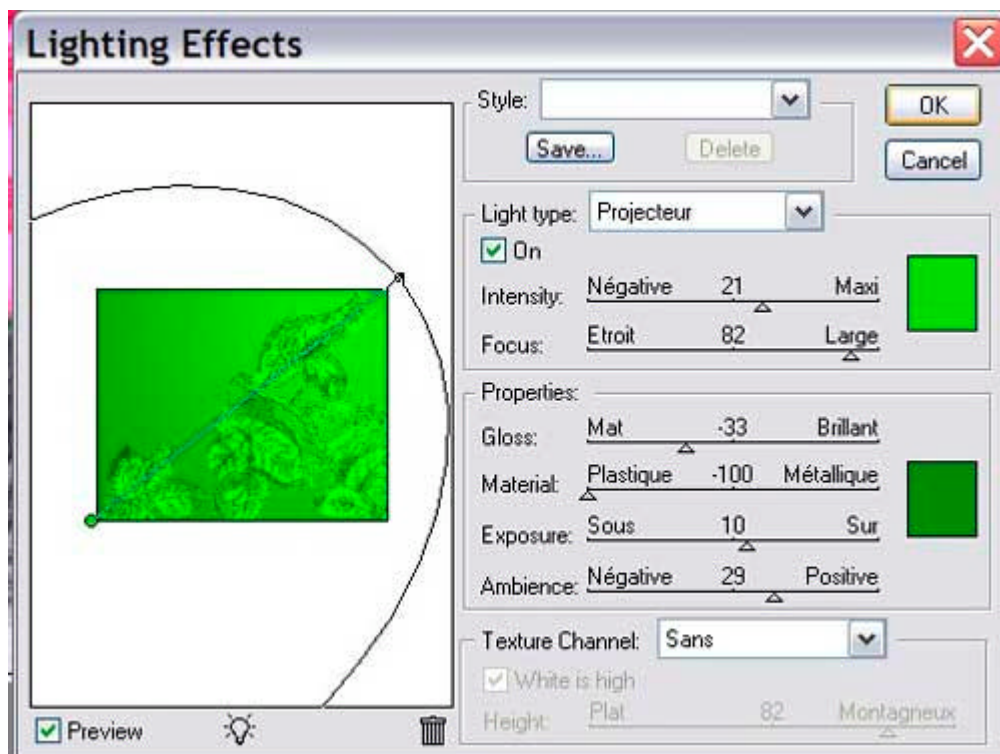 Lighting Effects
Style:
OK
Save...
Delete
Cancel
Light type: Projecteur
On
Intensity: Négative 21 Maxi
Focus: Etroit 82 Large
Properties:
Gloss: Mat -33 Brillant
Material: Plastique -100 Métallique
Exposure: Sous 10 Sur
Ambience: Négative 29 Positive
Texture Channel: Sans
White is high
Height: Plat 82 Montagneux
Preview